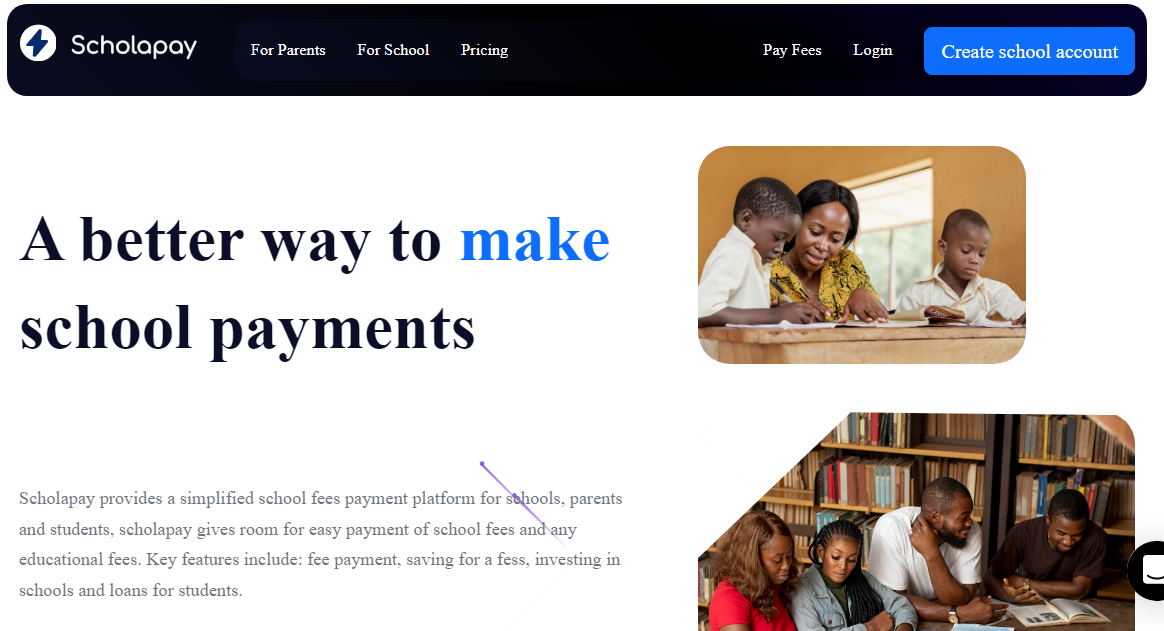 Scholapay
For Parents
For School
Pricing
Pay Fees
Login
Create school account
A better way to make
school payments
Scholapay provides a simplified school fees payment platform for schools, parents
and students, scholapay gives room for easy payment of school fees and any
educational fees. Key features include: fee payment, saving for a fess, investing in
schools and loans for students.